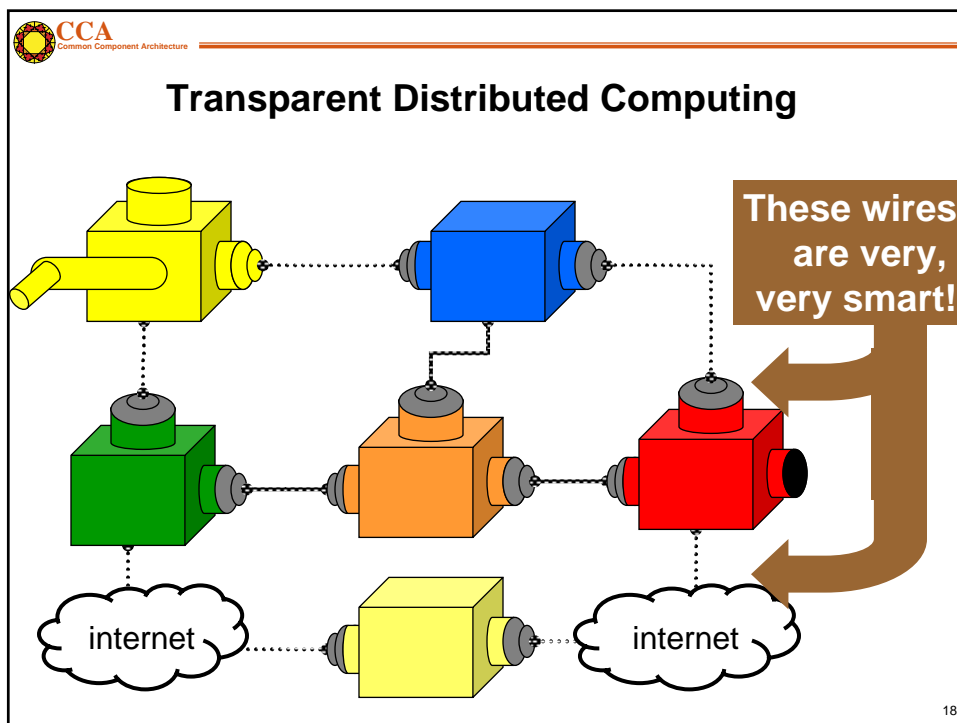 CCA
Common Component Architecture
Transparent Distributed Computing
These wires
are very,
very smart!
internet
internet
18